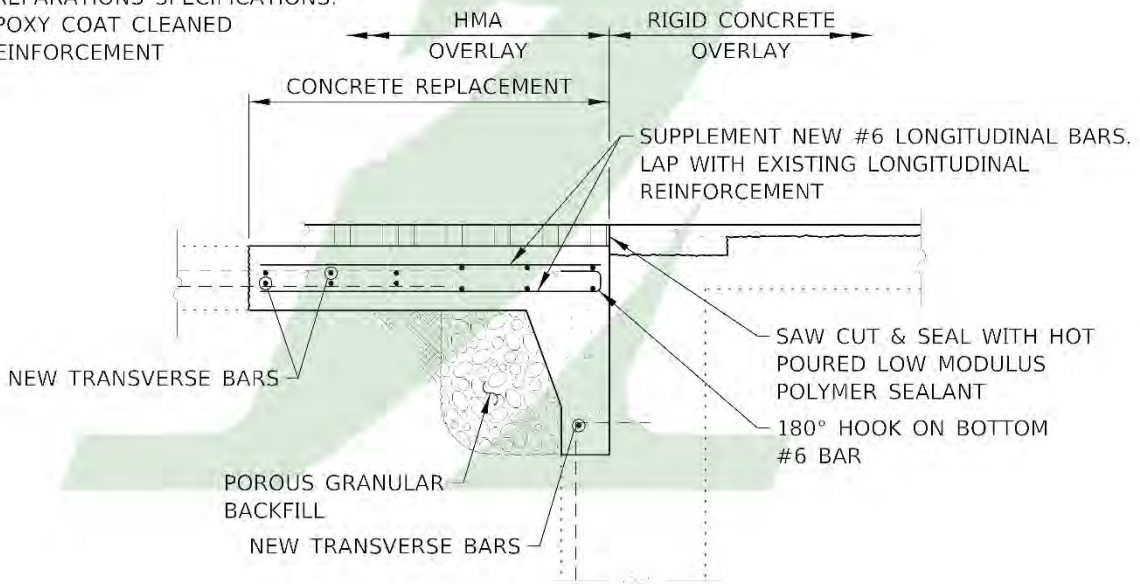 COAT CLEANED
HMA
OVERLAY
RIGID CONCRETE
OVERLAY
CONCRETE REPLACEMENT
SUPPLEMENT NEW #6 LONGITUDINAL BARS.
LAP WITH EXISTING LONGITUDINAL
REINFORCEMENT
SAW CUT & SEAL WITH HOT
POURED LOW MODULUS
POLYMER SEALANT
180° HOOK ON BOTTOM
#6 BAR
NEW TRANSVERSE BARS
POROUS GRANULAR
BACKFILL
NEW TRANSVERSE BARS